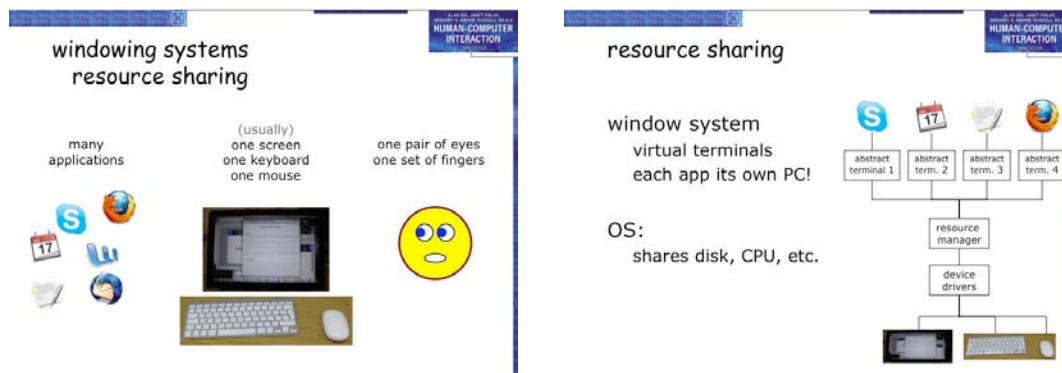 HUMAN-COMPUTER
INTERACTION
windowing systems
resource sharing
many
applications
(usually)
one screen
one keyboard
one mouse
one pair of eyes
one set of fingers
17
HUMAN-COMPUTER
INTERACTION
resource sharing
window system
virtual terminals
each app its own PC!
OS:
shares disk, CPU, etc.
17
abstract
terminal 1
abstract
term. 2
abstract
term. 3
abstract
term. 4
resource
manager
device
drivers